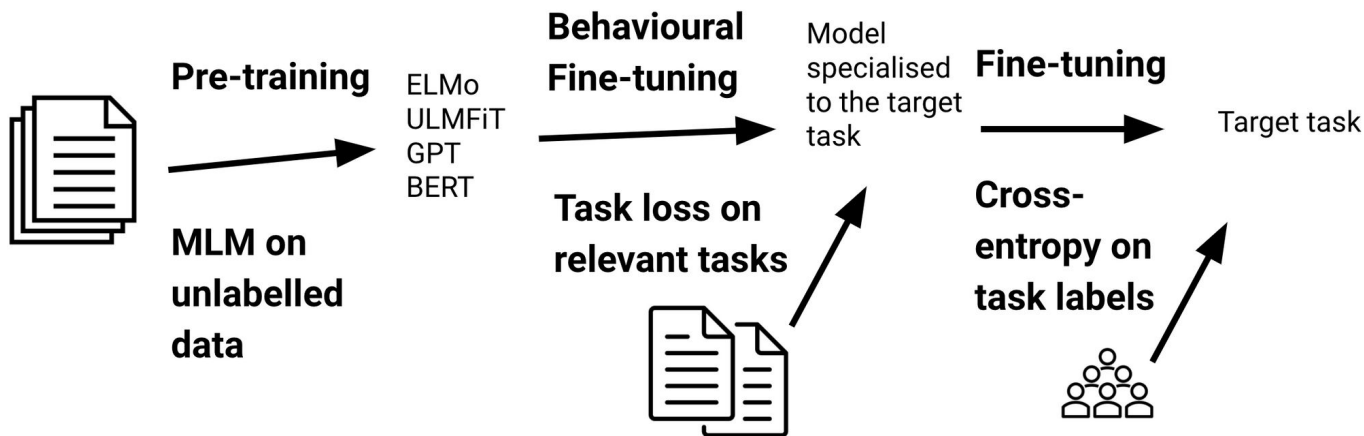 Pre-training
MLM on
unlabelled
data
ELMo
ULMFiT
GPT
BERT
Behavioural
Fine-tuning
Task loss on
relevant tasks
Model
specialised
to the target
task
Fine-tuning
Cross-
entropy on
task labels
Target task